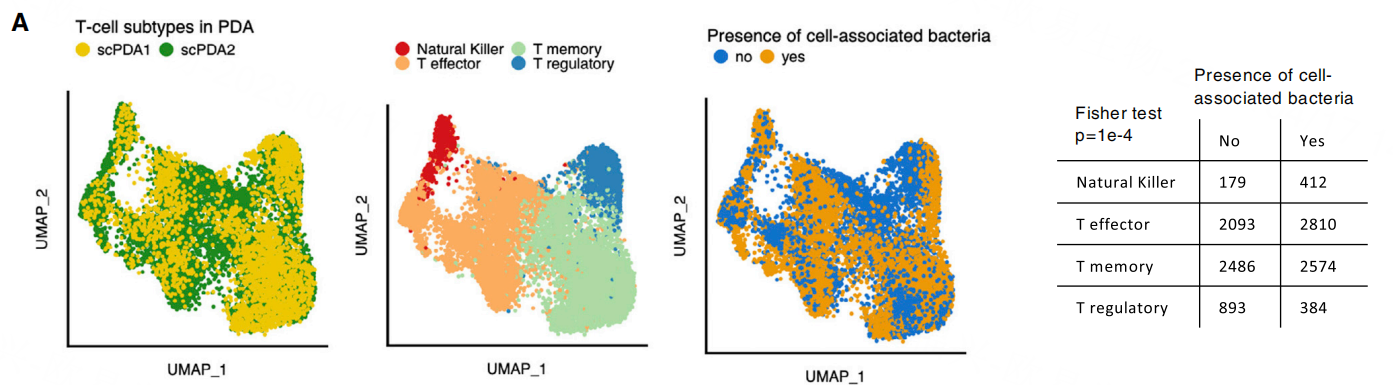 A
T-cell subtypes in PDA
scPDA1 scPDA2
UMAP_2
UMAP_1
Natural Killer T memory
T effector T regulatory
UMAP_2
UMAP_1
Presence of cell-associated bacteria
no yes
UMAP_2
UMAP_1
Presence of cell-
associated bacteria
Fisher test
p=1e-4
No Yes
Natural Killer 179 412
T effector 2093 2810
T memory 2486 2574
T regulatory 893 384